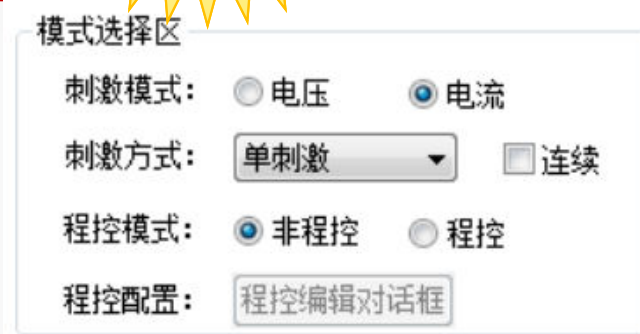 模式选择区
刺激模式： 电压 电流
刺激方式： 单刺激 连续
程控模式： 非程控 程控
程控配置： 程控编辑对话框